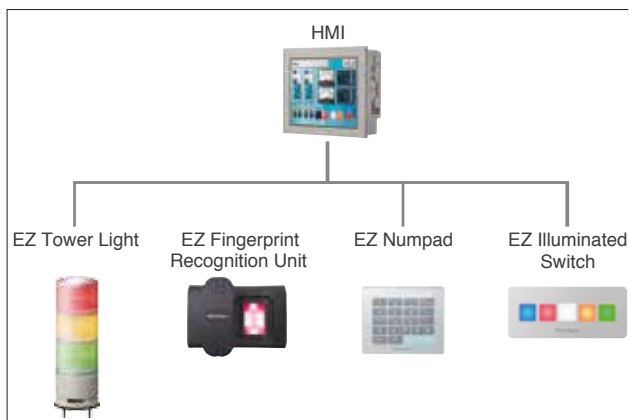 HMI
EZ Tower Light
EZ Fingerprint
Recognition Unit
EZ Numpad
EZ Illuminated
Switch